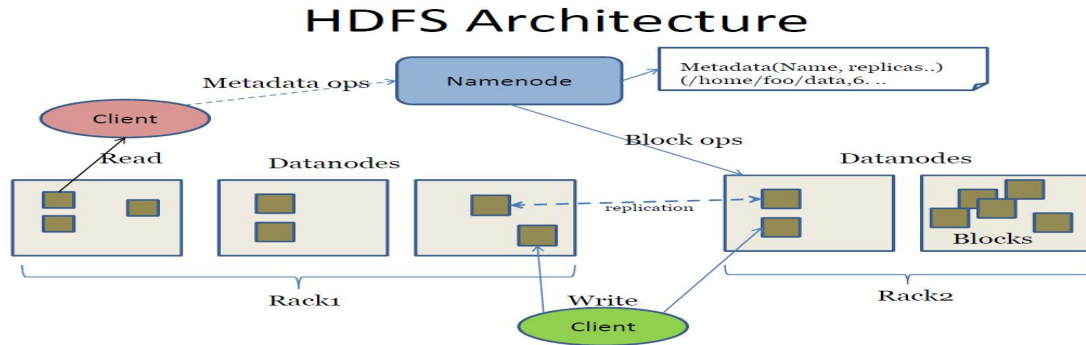 HDFS Architecture
Metadata ops
Namenode
Metadata(Name, replicas..)
(/home/foo/data,6. ..
Client
Read
Datanodes
Block ops
Datanodes
replication
Blocks
Rack1
Write
Rack2
Client